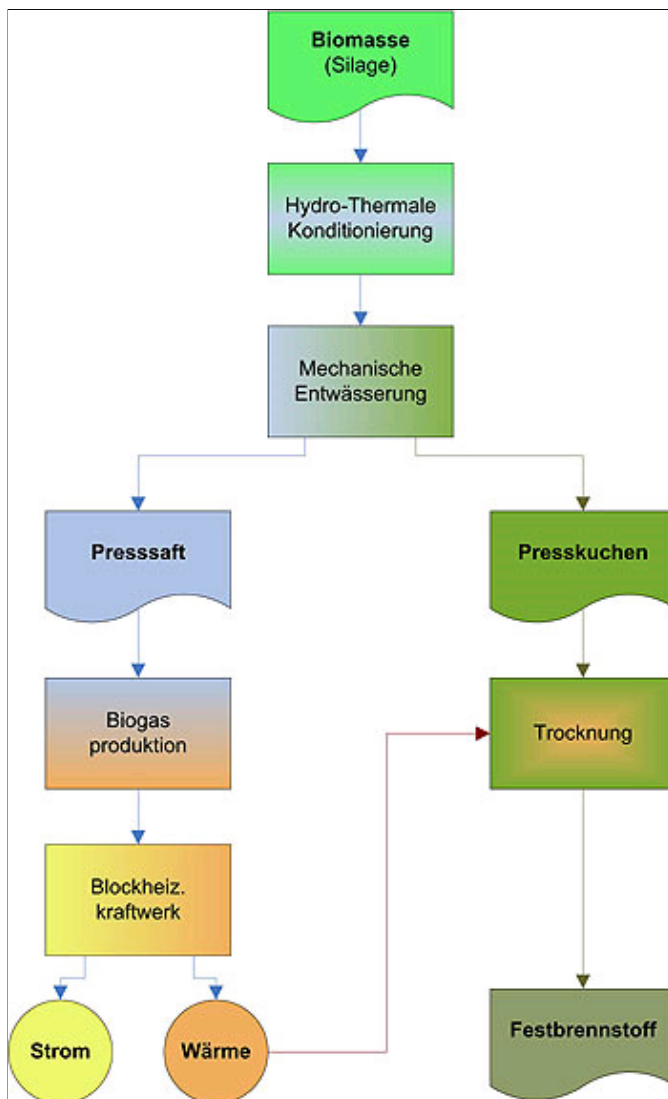 Biomasse
(Silage)
Hydro-Thermale
Konditionierung
Mechanische
Entwässerung
Presssaft
Presskuchen
Biogas
produktion
Trocknung
Blockheiz.
kraftwerk
Strom
Wärme
Festbrennstoff